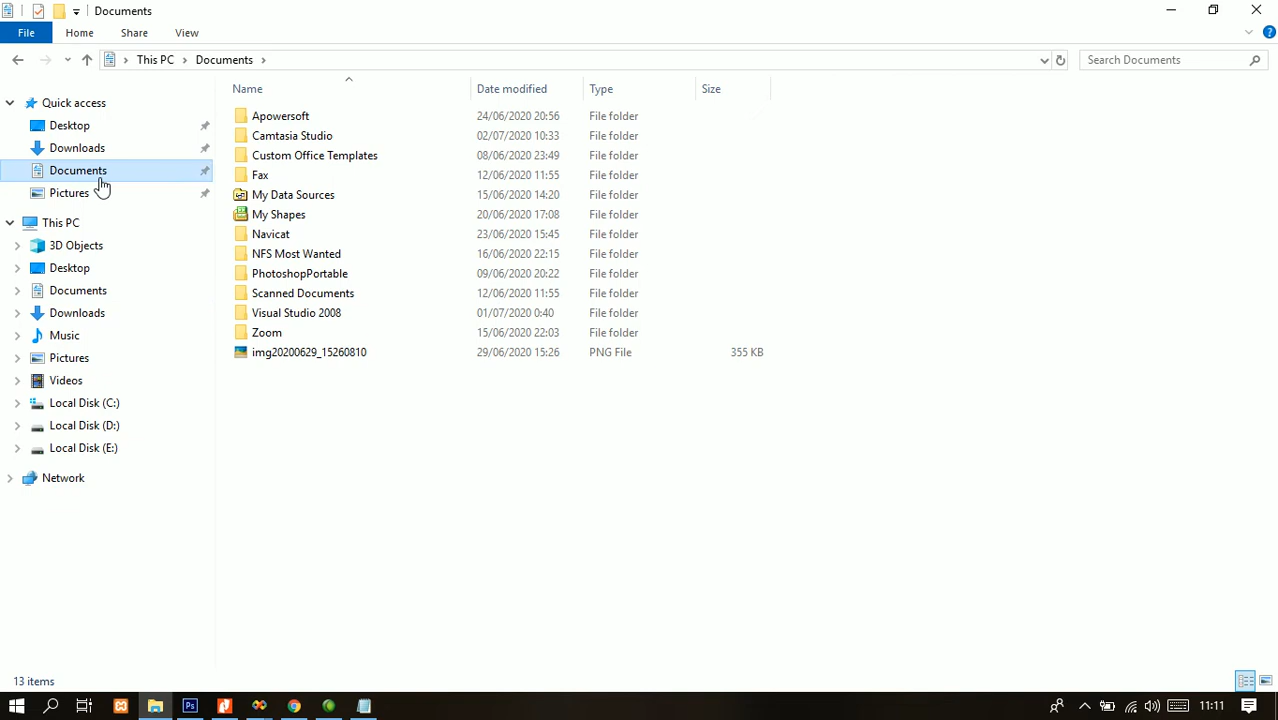 Documents
File Home Share View
This PC Documents
Search Documents
Name Date modified Type Size
Quick access
Desktop
Downloads
Documents
Pictures
This PC
3D Objects
Desktop
Documents
Downloads
Music
Pictures
Videos
Local Disk (C:)
Local Disk (D:)
Local Disk (E:)
Network
Apowersoft 24/06/2020 20:56 File folder
Camtasia Studio 02/07/2020 10:33 File folder
Custom Office Templates 08/06/2020 23:49 File folder
Fax 12/06/2020 11:55 File folder
My Data Sources 15/06/2020 14:20 File folder
My Shapes 20/06/2020 17:08 File folder
Navicat 23/06/2020 15:45 File folder
NFS Most Wanted 16/06/2020 22:15 File folder
PhotoshopPortable 09/06/2020 20:22 File folder
Scanned Documents 12/06/2020 11:55 File folder
Visual Studio 2008 01/07/2020 0:40 File folder
Zoom 15/06/2020 22:03 File folder
img20200629_15260810 29/06/2020 15:26 PNG File 355 KB
13 items
Ps
11:11